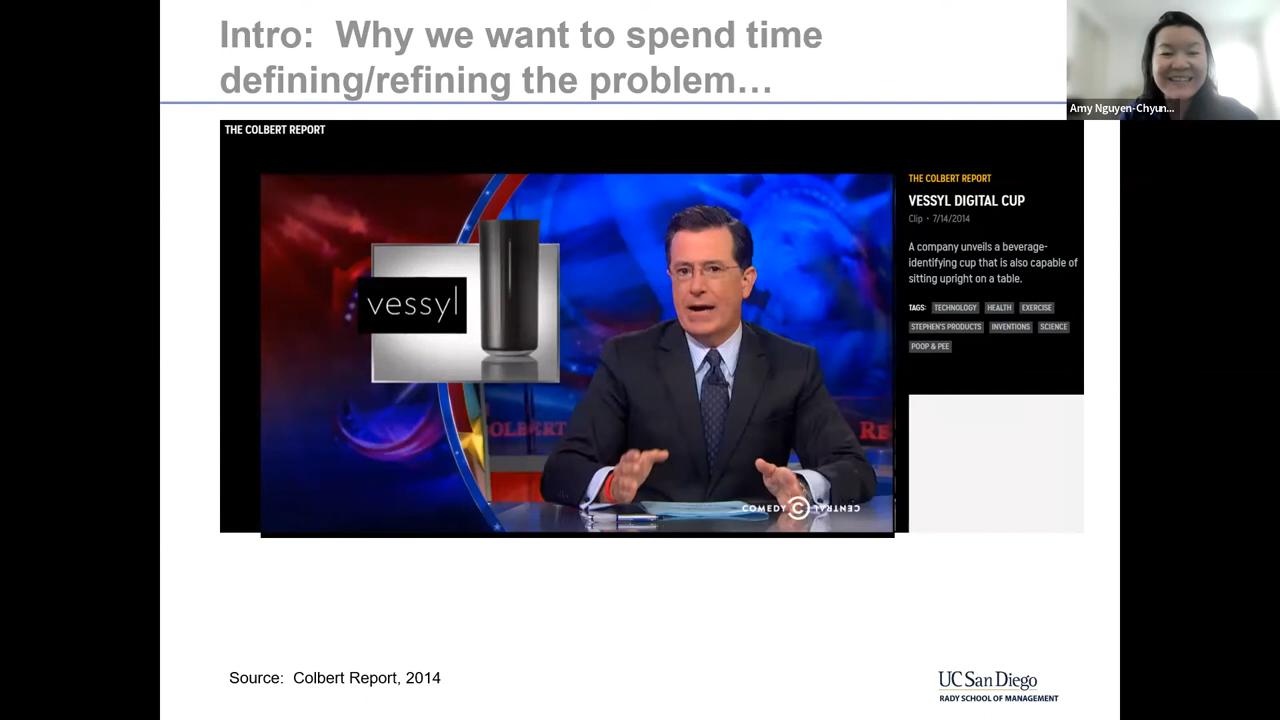 Intro:  Why we want to spend time
defining/refining the problem…
Amy Nguyen-Chyun...
THE COLBERT REPORT
vessyl
COLBERT
RE
COMEDY CENTRAL
THE COLBERT REPORT
VESSYL DIGITAL CUP
Clip • 7/14/2014
A company unveils a beverage-
identifying cup that is also capable of
sitting upright on a table.
TAGS: TECHNOLOGY HEALTH EXERCISE
STEPHEN'S PRODUCTS INVENTIONS SCIENCE
POOP & PEE
Source:  Colbert Report, 2014
UC San Diego
RADY SCHOOL OF MANAGEMENT